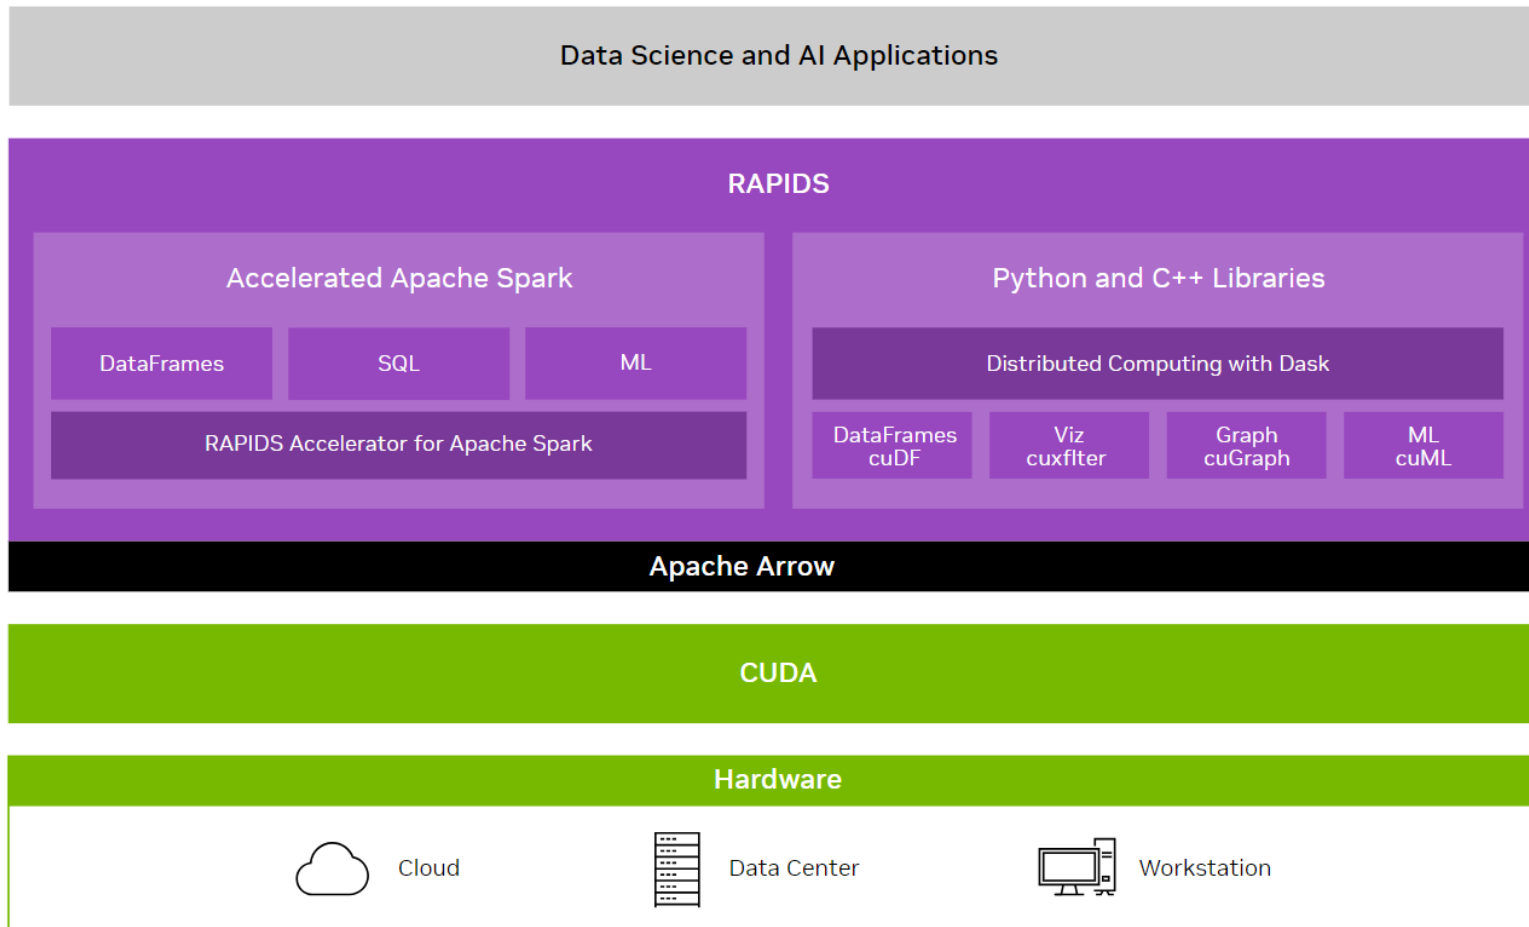 Data Science and AI Applications
RAPIDS
Accelerated Apache Spark
DataFrames
SQL
ML
RAPIDS Accelerator for Apache Spark
Python and C++ Libraries
Distributed Computing with Dask
DataFrames
cuDF
Viz
cuxflter
Graph
cuGraph
ML
cuML
Apache Arrow
CUDA
Hardware
Cloud
Data Center
Workstation